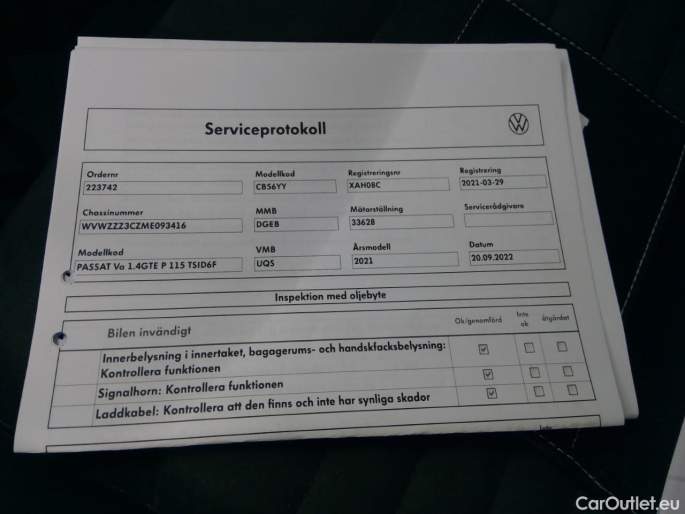 Serviceprotokoll
Ordernr Modellkod Registreringsnr Registrering
223742 CB56YY XAH08C 2021-03-29
Chassinummer MMB Mätarställning Servicerådgivare
WVWZZZ3CZME093416 DGEB 33628
Modellkod VMB Årsmodell Datum
PASSAT Va 1.4GTE P 115 TSID6F UQS 2021 20.09.2022
Inspektion med oljebyte
Bilen invändigt Ok/genomförd Inte ok åtgärdat
Innerbelysning i innertaket, bagagerums- och handskfacksbelysning:
Kontrollera funktionen
Signalhorn: Kontrollera funktionen
Laddkabel: Kontrollera att den finns och inte har synliga skador
Inte
CarOutlet.eu